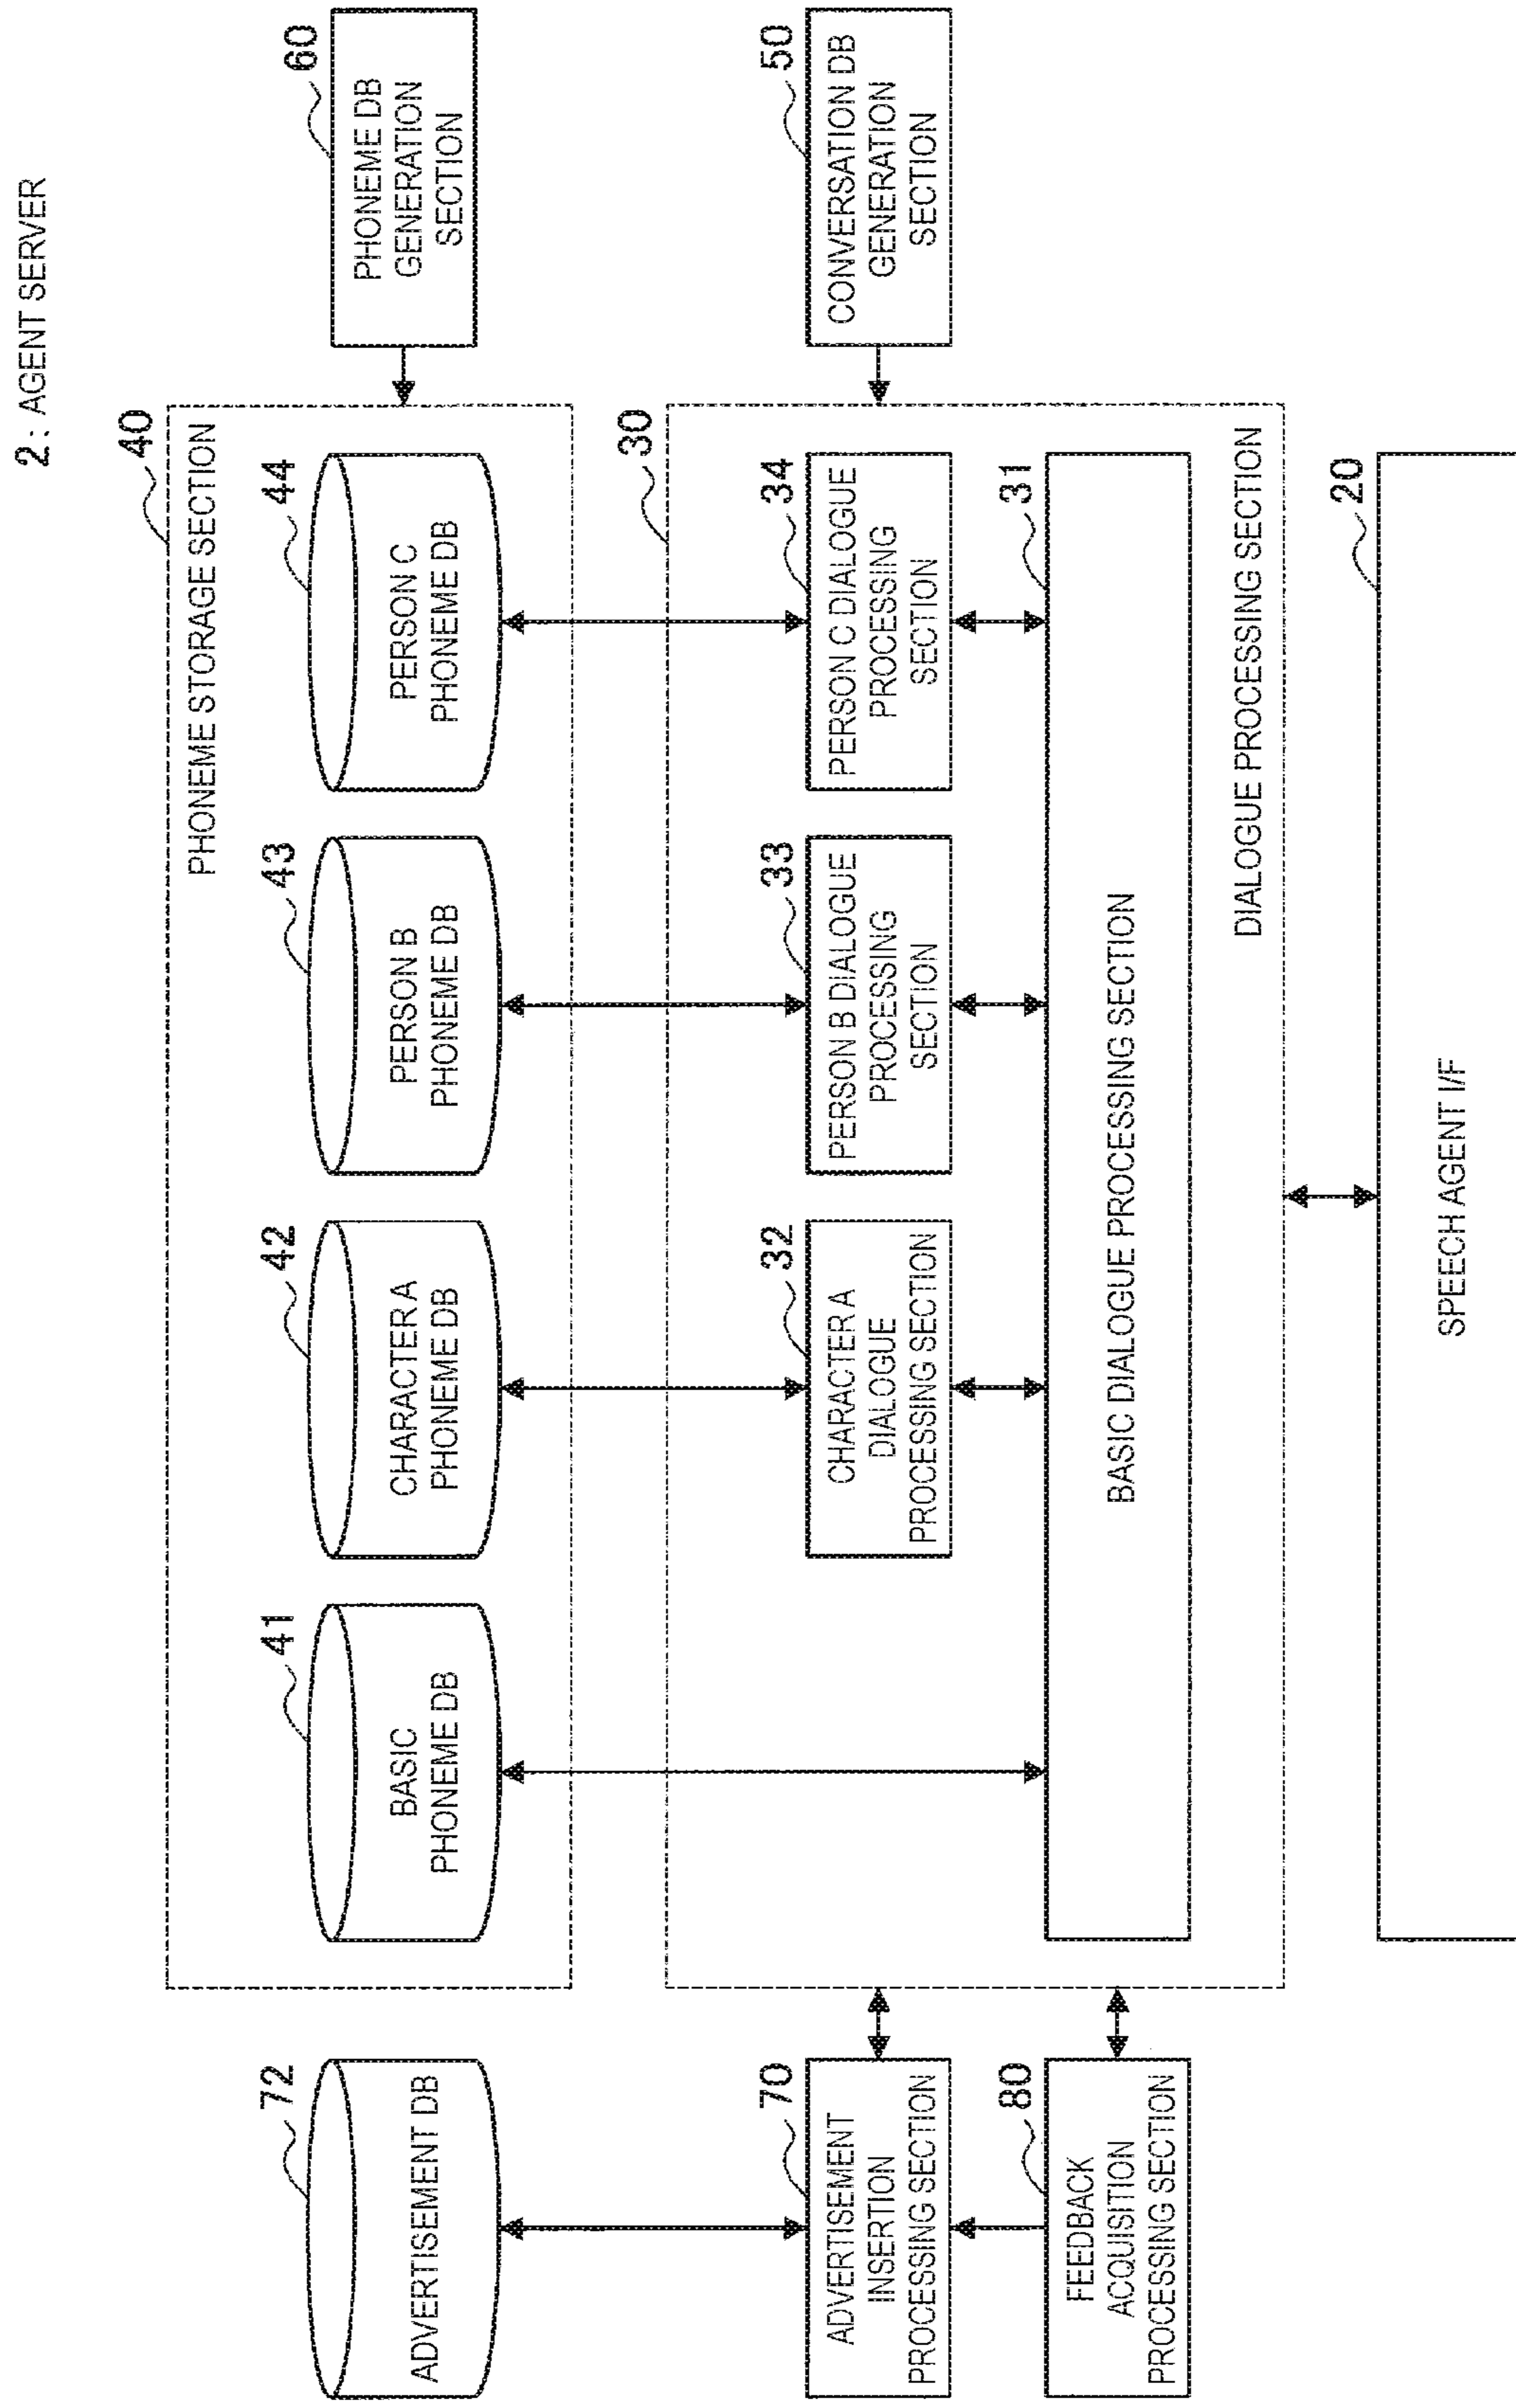 2: AGENT SERVER
72
ADVERTISEMENT DB
40
PHONEME STORAGE SECTION
41
BASIC
PHONEME DB
42
CHARACTER A
PHONEME DB
43
PERSON B
PHONEME DB
44
PERSON C
PHONEME DB
60
PHONEME DB
GENERATION
SECTION
70
ADVERTISEMENT
INSERTION
PROCESSING SECTION
80
FEEDBACK
ACQUISITION
PROCESSING SECTION
30
32
CHARACTER A
DIALOGUE
PROCESSING SECTION
33
PERSON B DIALOGUE
PROCESSING
SECTION
34
PERSON C DIALOGUE
PROCESSING
SECTION
31
BASIC DIALOGUE PROCESSING SECTION
DIALOGUE PROCESSING SECTION
50
CONVERSATION DB
GENERATION
SECTION
20
SPEECH AGENT I/F